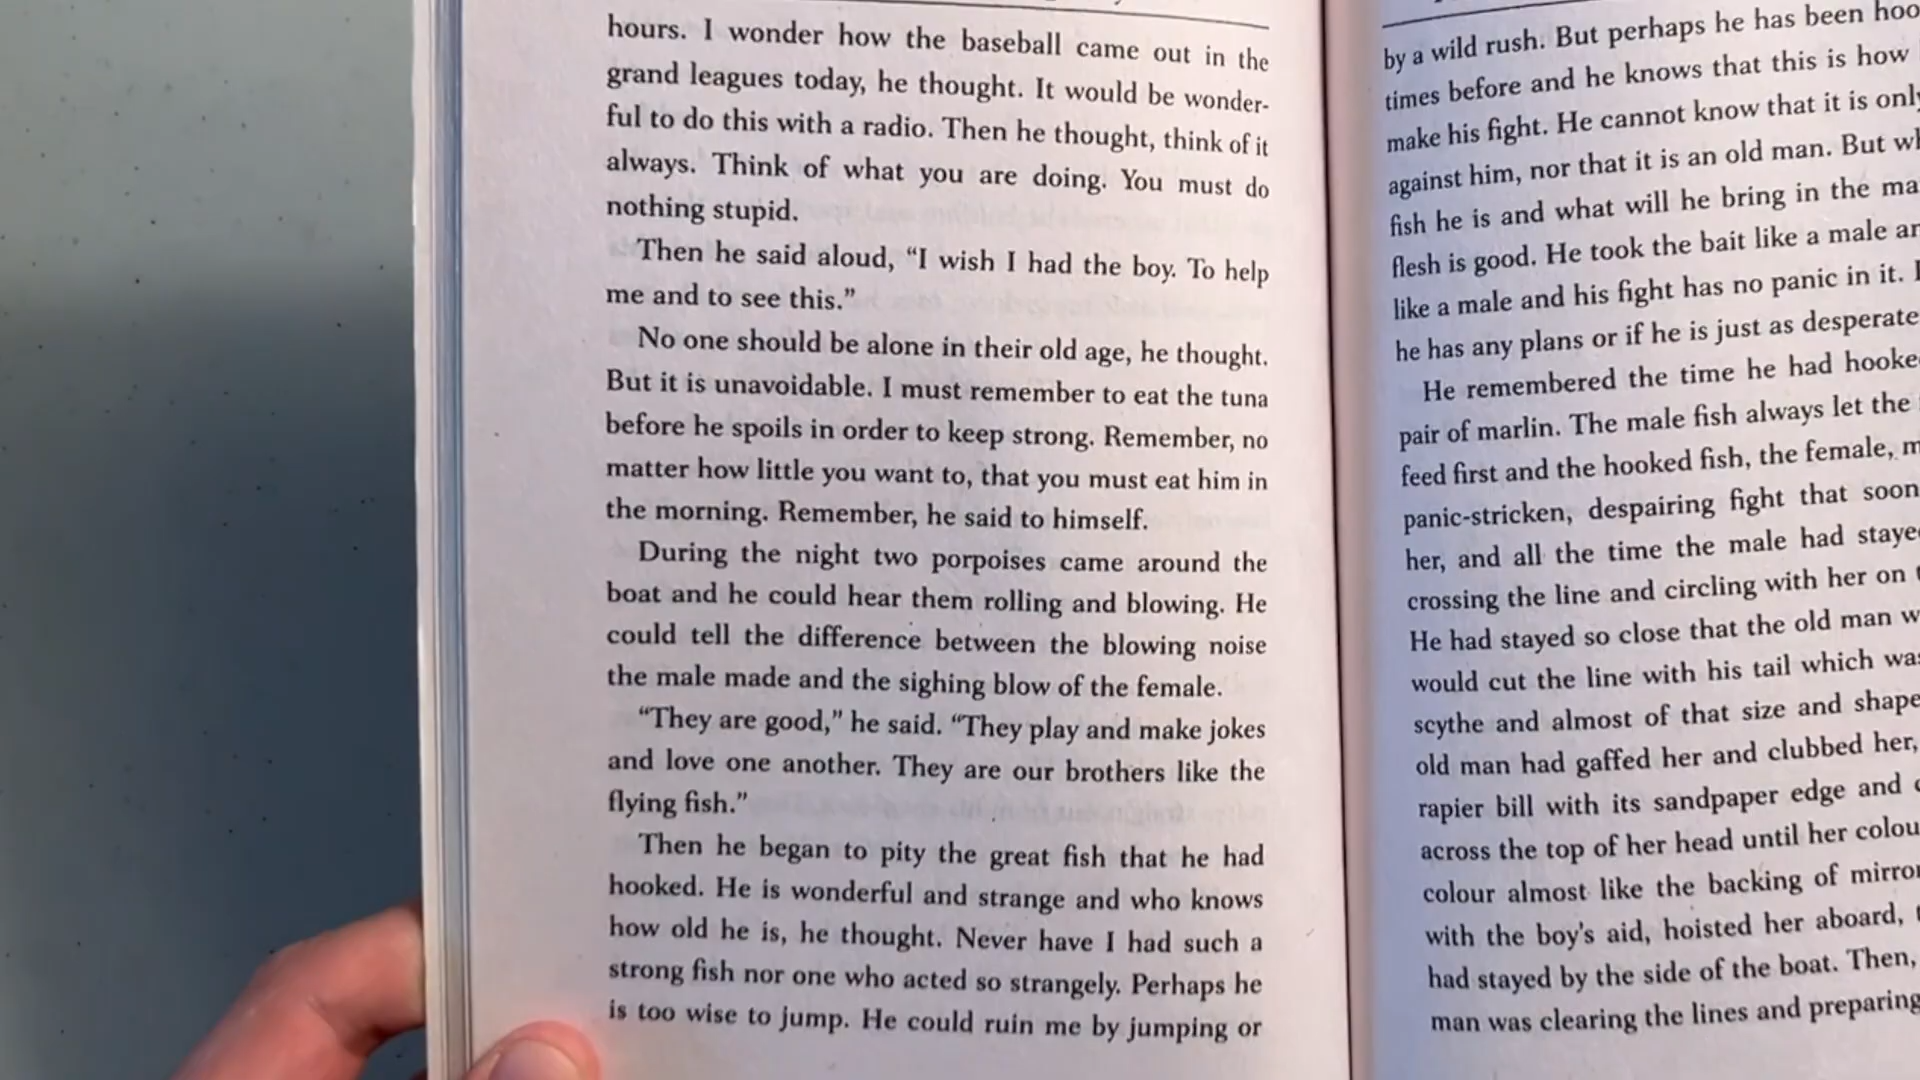 hours. I wonder how the baseball came out in the
grand leagues today, he thought. It would be wonder-
ful to do this with a radio. Then he thought, think of it
always. Think of what you are doing. You must do
nothing stupid.
Then he said aloud, “I wish I had the boy. To help
me and to see this.”
No one should be alone in their old age, he thought.
But it is unavoidable. I must remember to eat the tuna
before he spoils in order to keep strong. Remember, no
matter how little you want to, that you must eat him in
the morning. Remember, he said to himself.
During the night two porpoises came around the
boat and he could hear them rolling and blowing. He
could tell the difference between the blowing noise
the male made and the sighing blow of the female.
“They are good,” he said. “They play and make jokes
and love one another. They are our brothers like the
flying fish.”
Then he began to pity the great fish that he had
hooked. He is wonderful and strange and who knows
how old he is, he thought. Never have I had such a
strong fish nor one who acted so strangely. Perhaps he
is too wise to jump. He could ruin me by jumping or
by a wild rush. But perhaps he has been
times before and he knows that this is how
make his fight. He cannot know that it is only
against him, nor that it is an old man. But
fish he is and what will he bring in the
flesh is good. He took the bait like a male
like a male and his fight has no panic in it.
he has any plans or if he is just as desperate
He remembered the time he had
pair of marlin. The male fish always let the
feed first and the hooked fish, the female,
panic-stricken, despairing fight that soon
her, and all the time the male had
crossing the line and circling with her on
He had stayed so close that the old man
would cut the line with his tail which
scythe and almost of that size and
old man had gaffed her and clubbed her,
rapier bill with its sandpaper edge and
across the top of her head until her
colour almost like the backing of
with the boy's aid, hoisted her aboard,
had stayed by the side of the boat. Then,
man was clearing the lines and preparing